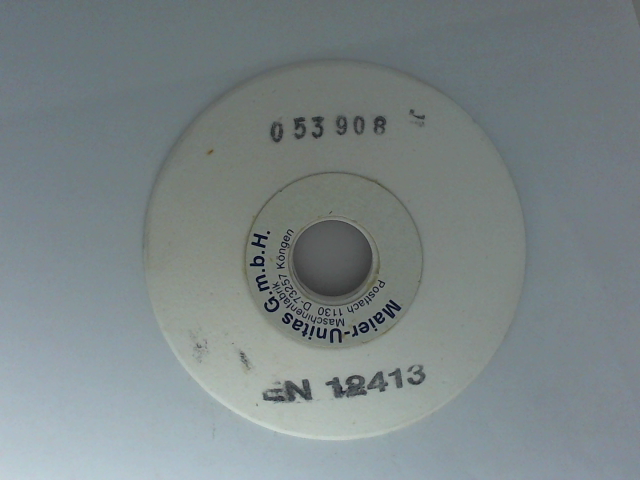 053908
Maier-Unitas G.m.b.H.
Maschinenfabrik D-73257 Köngen
Postfach 1130
EN 12413